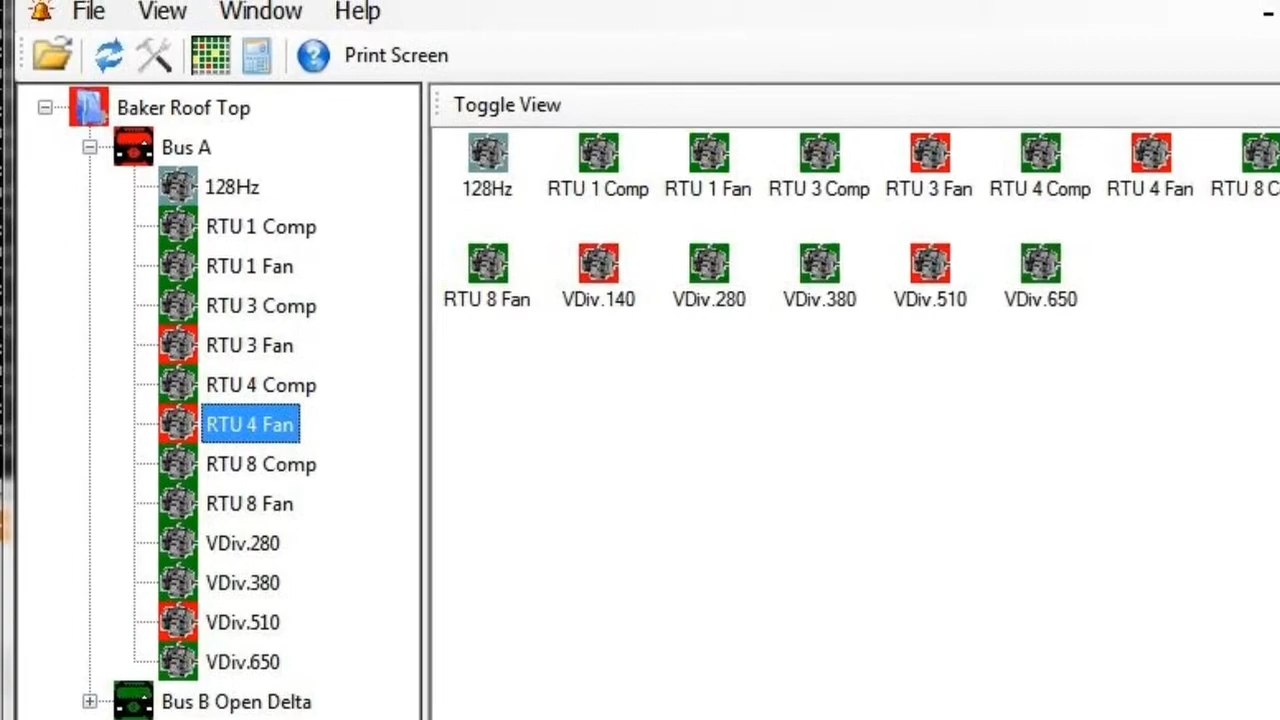 File View Window Help
Print Screen
Baker Roof Top
Bus A
128Hz
RTU 1 Comp
RTU 1 Fan
RTU 3 Comp
RTU 3 Fan
RTU 4 Comp
RTU 4 Fan
RTU 8 Comp
RTU 8 Fan
VDiv.280
VDiv.380
VDiv.510
VDiv.650
Bus B Open Delta
Toggle View
128Hz RTU 1 Comp RTU 1 Fan RTU 3 Comp RTU 3 Fan RTU 4 Comp RTU 4 Fan RTU 8 C
RTU 8 Fan VDiv.140 VDiv.280 VDiv.380 VDiv.510 VDiv.650